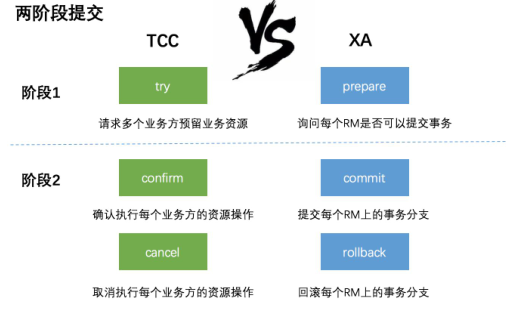 两阶段提交
TCC
VS
XA
阶段1
try
prepare
请求多个业务方预留业务资源
询问每个RM是否可以提交事务
阶段2
confirm
commit
确认执行每个业务方的资源操作
提交每个RM上的事务分支
cancel
rollback
取消执行每个业务方的资源操作
回滚每个RM上的事务分支